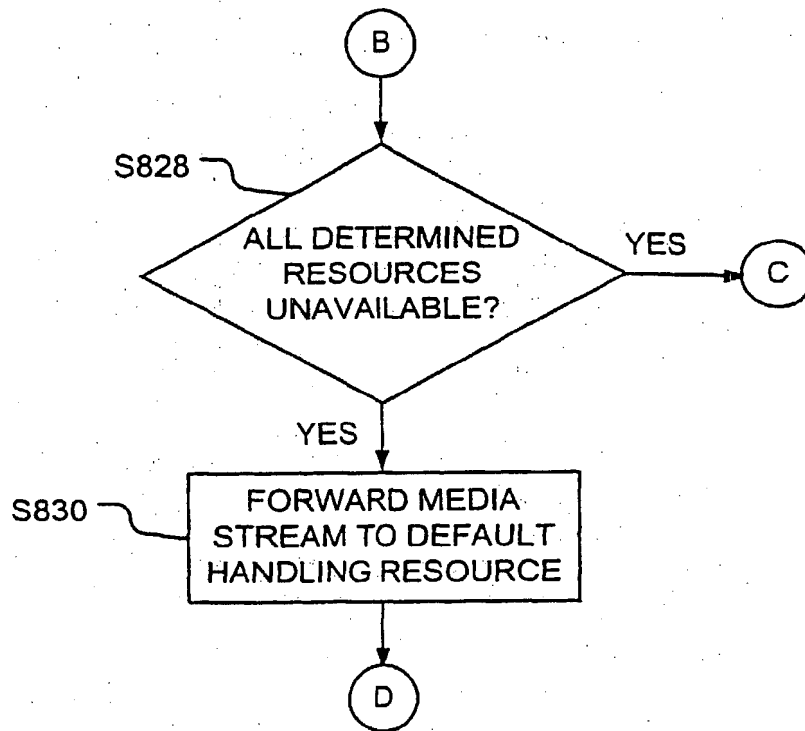 B
S828
ALL DETERMINED
RESOURCES
UNAVAILABLE?
YES
C
YES
S830
FORWARD MEDIA
STREAM TO DEFAULT
HANDLING RESOURCE
D